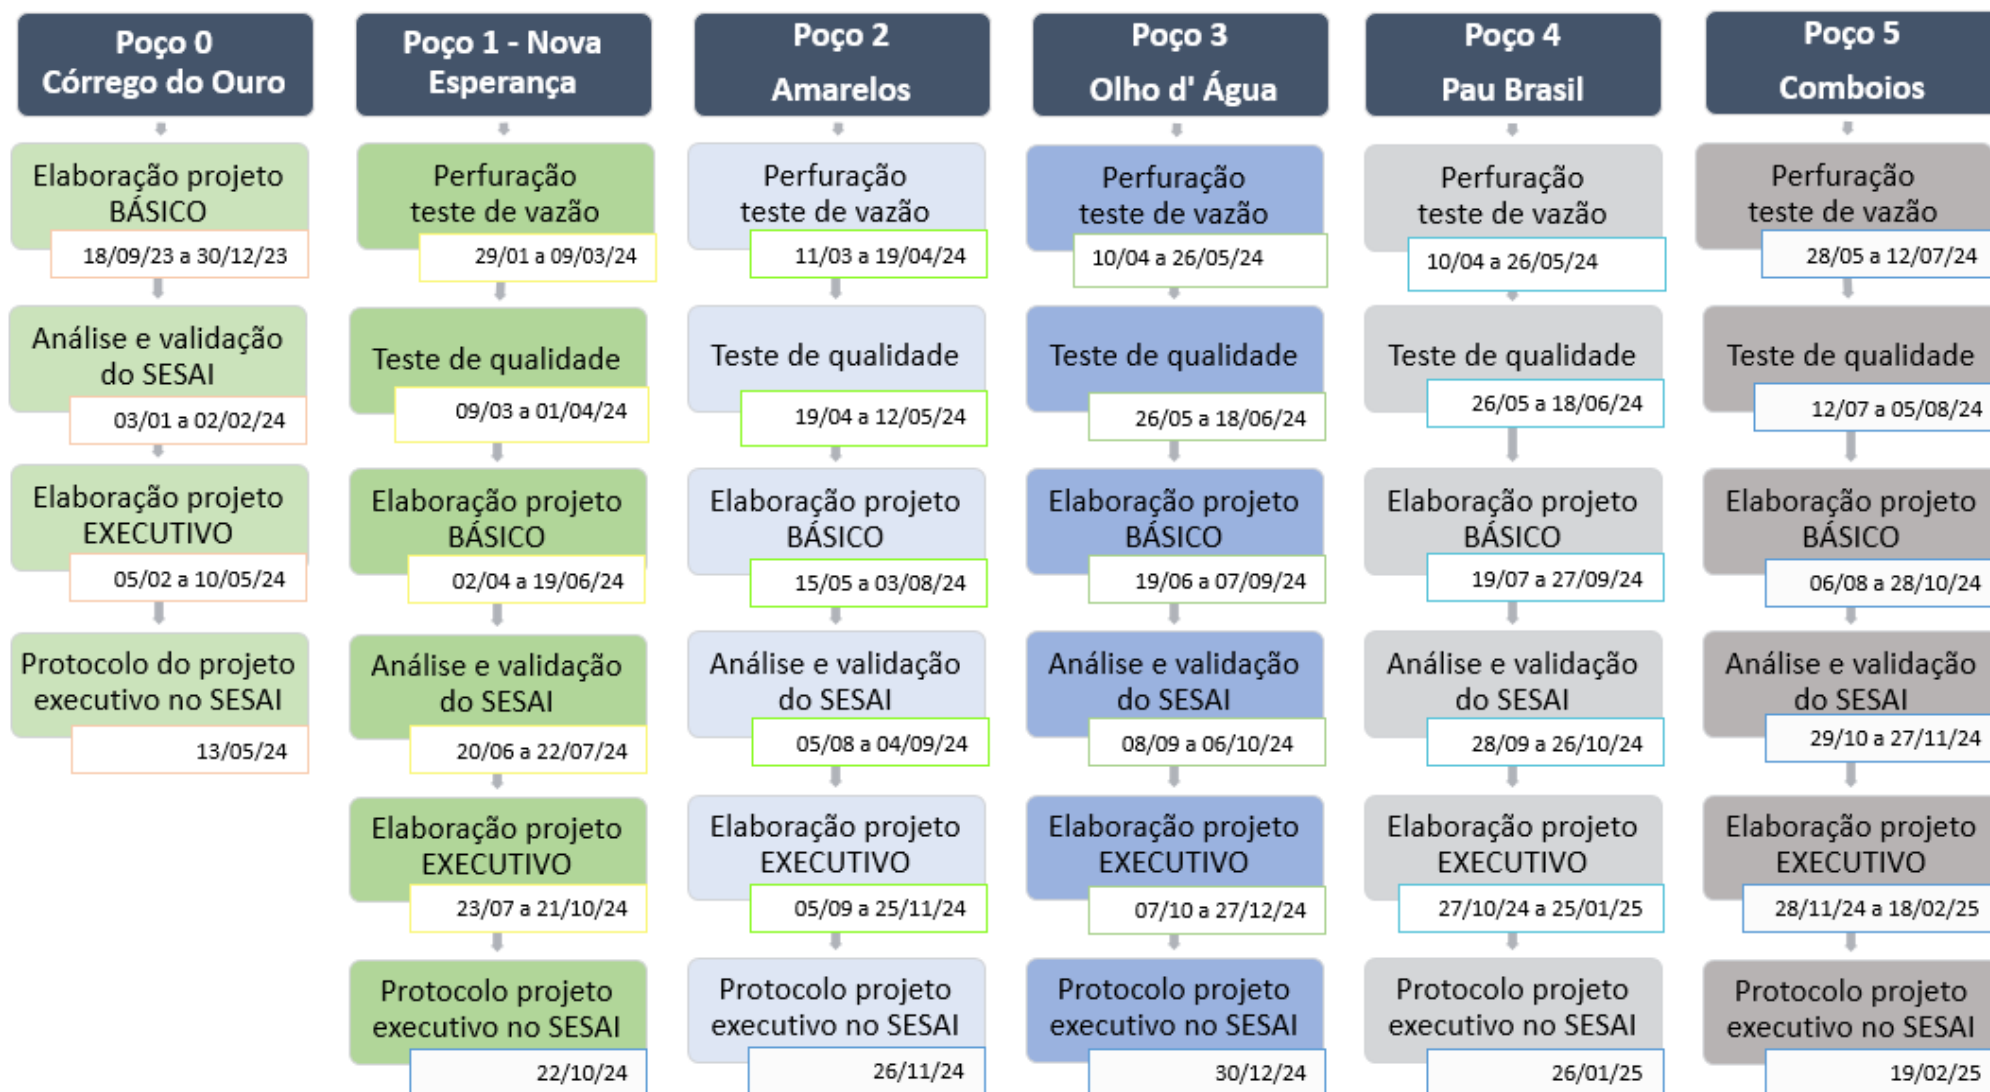 Poço 0
Córrego do Ouro
Elaboração projeto
BÁSICO
18/09/23 a 30/12/23
Análise e validação
do SESAI
03/01 a 02/02/24
Elaboração projeto
EXECUTIVO
05/02 a 10/05/24
Protocolo do projeto
executivo no SESAI
13/05/24
Poço 1 - Nova
Esperança
Perfuração
teste de vazão
29/01 a 09/03/24
Teste de qualidade
09/03 a 01/04/24
Elaboração projeto
BÁSICO
02/04 a 19/06/24
Análise e validação
do SESAI
20/06 a 22/07/24
Elaboração projeto
EXECUTIVO
23/07 a 21/10/24
Protocolo projeto
executivo no SESAI
22/10/24
Poço 2
Amarelos
Perfuração
teste de vazão
11/03 a 19/04/24
Teste de qualidade
19/04 a 12/05/24
Elaboração projeto
BÁSICO
15/05 a 03/08/24
Análise e validação
do SESAI
05/08 a 04/09/24
Elaboração projeto
EXECUTIVO
05/09 a 25/11/24
Protocolo projeto
executivo no SESAI
26/11/24
Poço 3
Olho d' Água
Perfuração
teste de vazão
10/04 a 26/05/24
Teste de qualidade
26/05 a 18/06/24
Elaboração projeto
BÁSICO
19/06 a 07/09/24
Análise e validação
do SESAI
08/09 a 06/10/24
Elaboração projeto
EXECUTIVO
07/10 a 27/12/24
Protocolo projeto
executivo no SESAI
30/12/24
Poço 4
Pau Brasil
Perfuração
teste de vazão
10/04 a 26/05/24
Teste de qualidade
26/05 a 18/06/24
Elaboração projeto
BÁSICO
19/07 a 27/09/24
Análise e validação
do SESAI
28/09 a 26/10/24
Elaboração projeto
EXECUTIVO
27/10/24 a 25/01/25
Protocolo projeto
executivo no SESAI
26/01/25
Poço 5
Comboios
Perfuração
teste de vazão
28/05 a 12/07/24
Teste de qualidade
12/07 a 05/08/24
Elaboração projeto
BÁSICO
06/08 a 28/10/24
Análise e validação
do SESAI
29/10 a 27/11/24
Elaboração projeto
EXECUTIVO
28/11/24 a 18/02/25
Protocolo projeto
executivo no SESAI
19/02/25